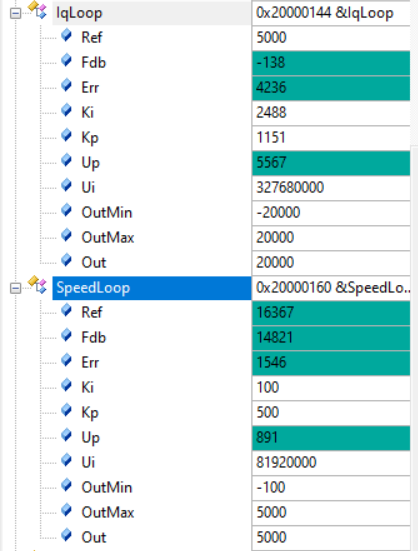 IqLoop 0x20000144 &IqLoop
Ref 5000
Fdb -138
Err 4236
Ki 2488
Kp 1151
Up 5567
Ui 327680000
OutMin -20000
OutMax 20000
Out 20000
SpeedLoop 0x20000160 &SpeedLo...
Ref 16367
Fdb 14821
Err 1546
Ki 100
Kp 500
Up 891
Ui 81920000
OutMin -100
OutMax 5000
Out 5000